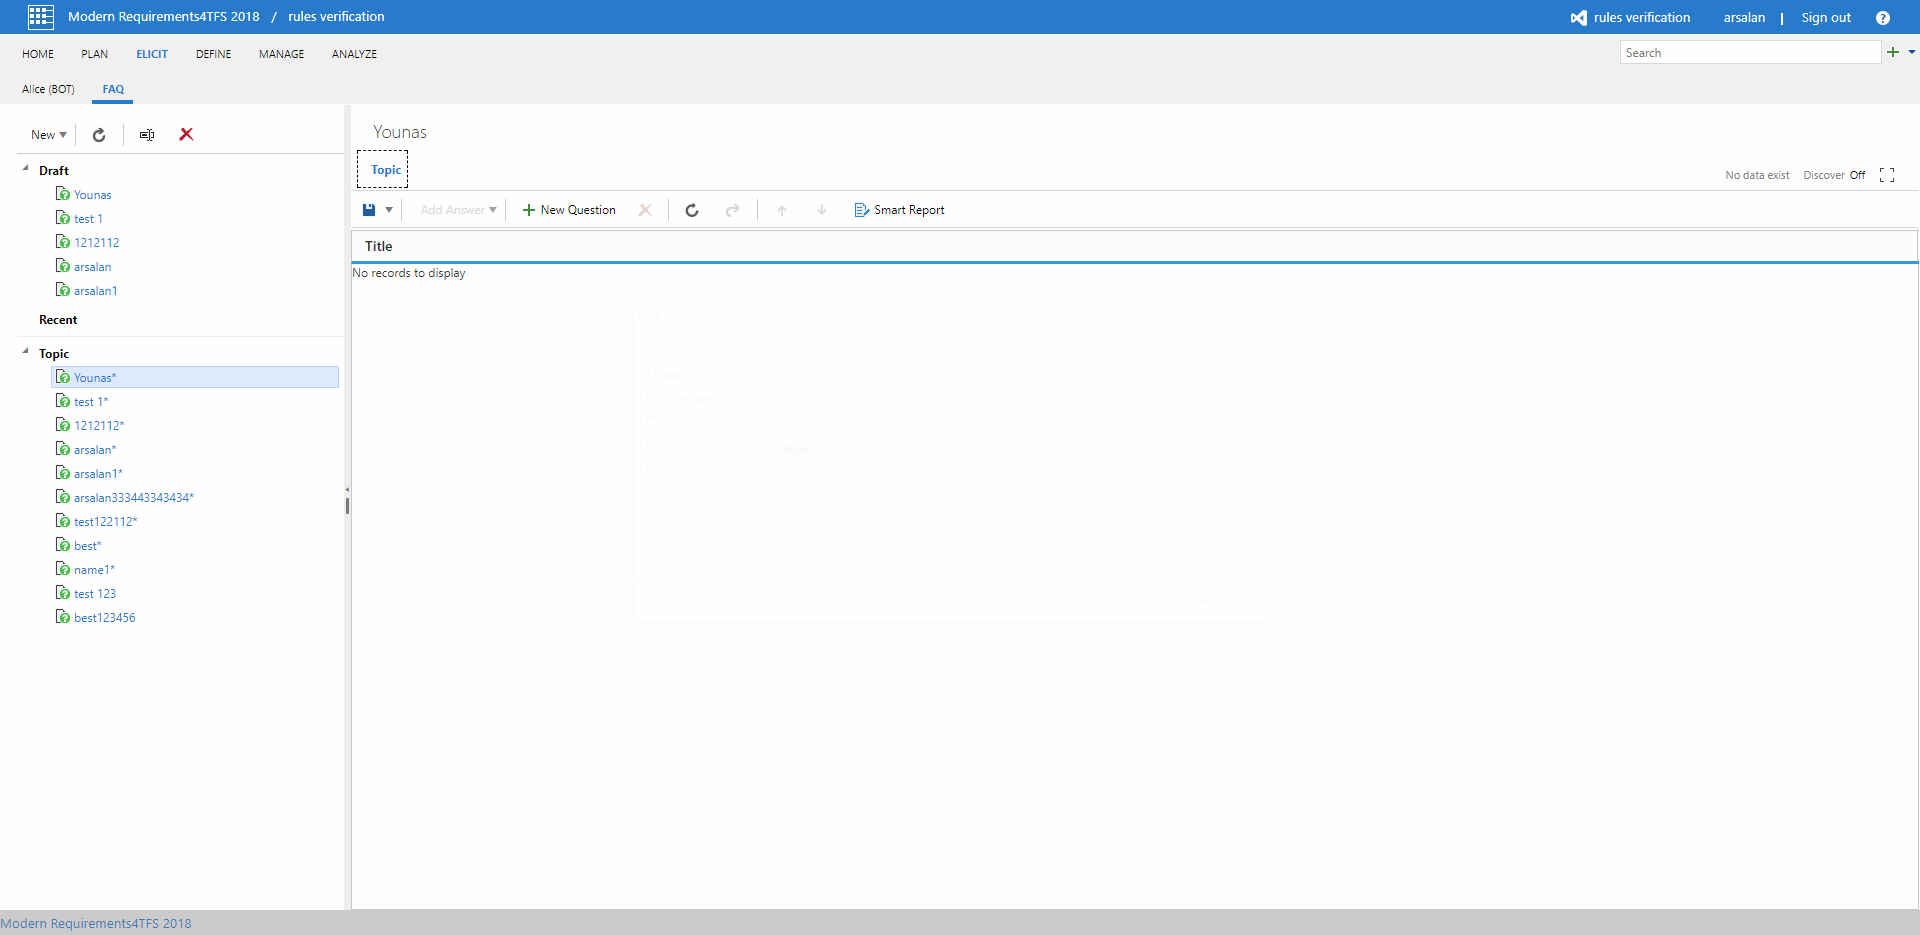 Modern Requirements4TFS 2018 / rules verification
rules verification arsalan | Sign out ?
HOME PLAN ELICIT DEFINE MANAGE ANALYZE
Search
Alice (BOT) FAQ
New
Draft
Younas
test 1
1212112
arsalan
arsalan1
Recent
Topic
Younas*
test 1*
1212112*
arsalan*
arsalan1*
arsalan333443343434*
test122112*
best*
name1*
test 123
best123456
Younas
Topic
No data exist Discover Off
Add Answer New Question Smart Report
Title
No records to display
Modern Requirements4TFS 2018